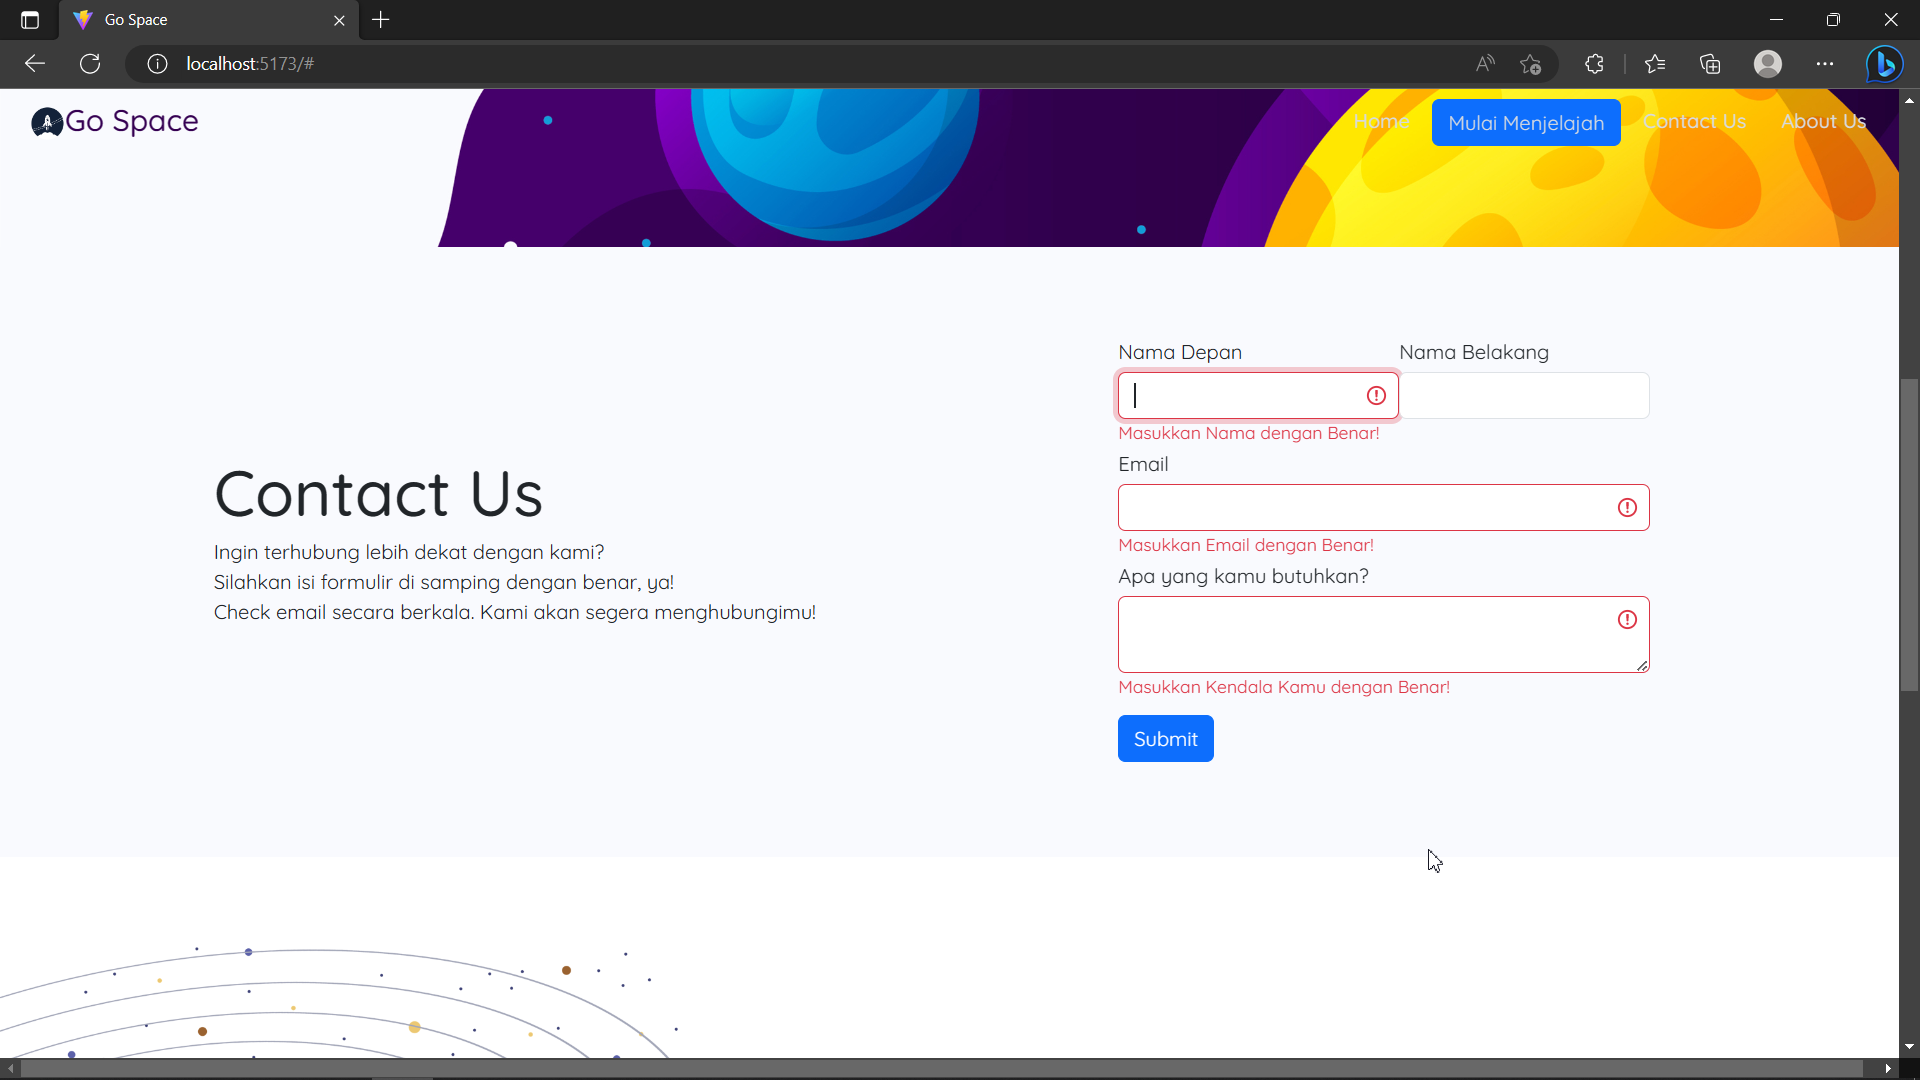 Go Space
localhost:5173/#
Go Space
Home
Mulai Menjelajah
Contact Us
About Us
Nama Depan
Nama Belakang
Masukkan Nama dengan Benar!
Email
Masukkan Email dengan Benar!
Apa yang kamu butuhkan?
Masukkan Kendala Kamu dengan Benar!
Submit
Contact Us
Ingin terhubung lebih dekat dengan kami?
Silahkan isi formulir di samping dengan benar, ya!
Check email secara berkala. Kami akan segera menghubungimu!